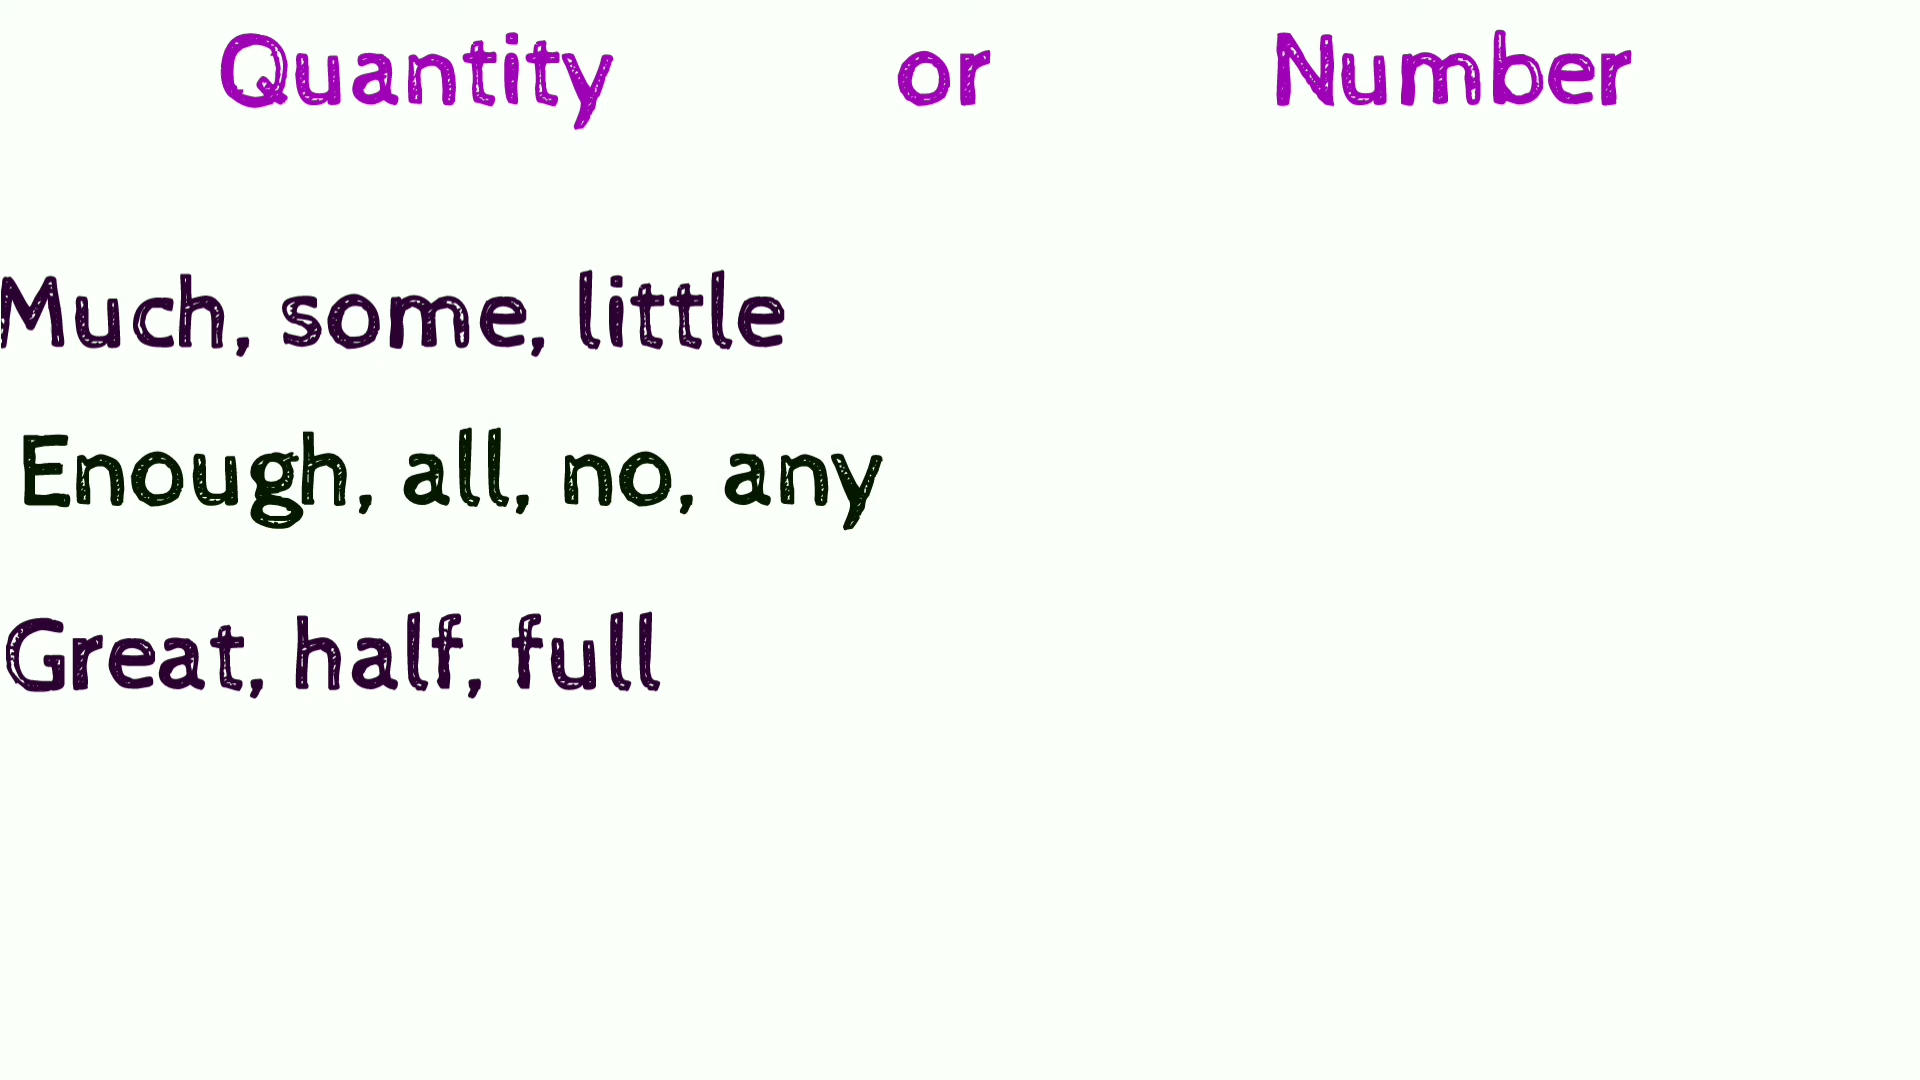 Quantity or Number
Much, some, little
Enough, all, no, any
Great, half, full